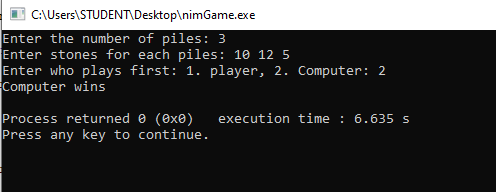 C:\Users\STUDENT\Desktop\nimGame.exe
Enter the number of piles: 3
Enter stones for each piles: 10 12 5
Enter who plays first: 1. player, 2. Computer: 2
Computer wins
Process returned 0 (0x0)   execution time : 6.635 s
Press any key to continue.